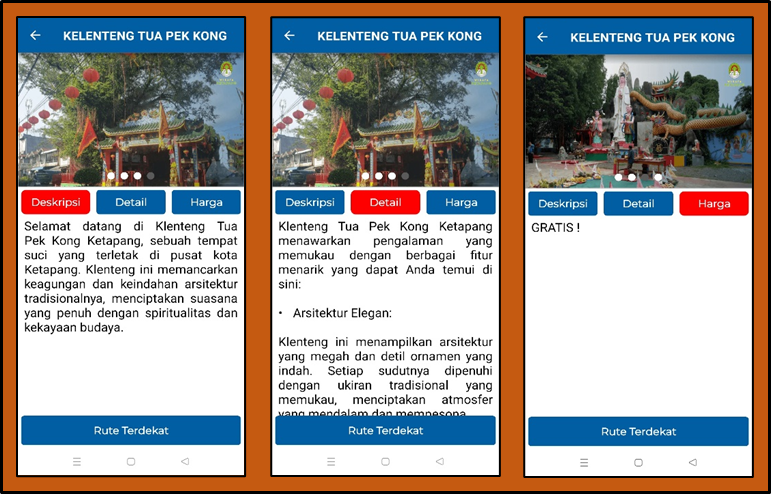 KELENTENG TUA PEK KONG
Deskripsi
Detail
Harga
Selamat datang di Klenteng Tua
Pek Kong Ketapang, sebuah tempat
suci yang terletak di pusat kota
Ketapang. Klenteng ini memancarkan
keagungan dan keindahan arsitektur
tradisionalnya, menciptakan suasana
yang penuh dengan spiritualitas dan
kekayaan budaya.
Rute Terdekat
KELENTENG TUA PEK KONG
Deskripsi
Detail
Harga
Klenteng Tua Pek Kong Ketapang
menawarkan pengalaman yang
memukau dengan berbagai fitur
menarik yang dapat Anda temui di
sini:
• Arsitektur Elegan:
Klenteng ini menampilkan arsitektur
yang megah dan detil ornamen yang
indah. Setiap sudutnya dipenuhi
dengan ukiran tradisional yang
memukau, menciptakan atmosfer
yang mendalam dan mempesona
Rute Terdekat
KELENTENG TUA PEK KONG
Deskripsi
Detail
Harga
GRATIS !
Rute Terdekat